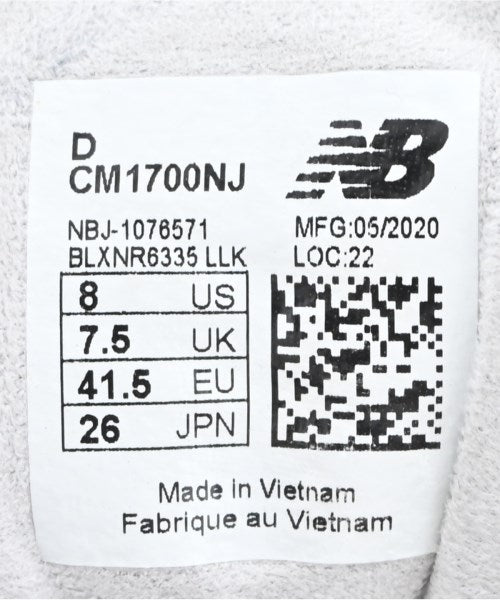 D
CM1700NJ
NB
NBJ-1076571
BLXNR6335 LLK
MFG:05/2020
LOC:22
8 US
7.5 UK
41.5 EU
26 JPN
Made in Vietnam
Fabrique au Vietnam